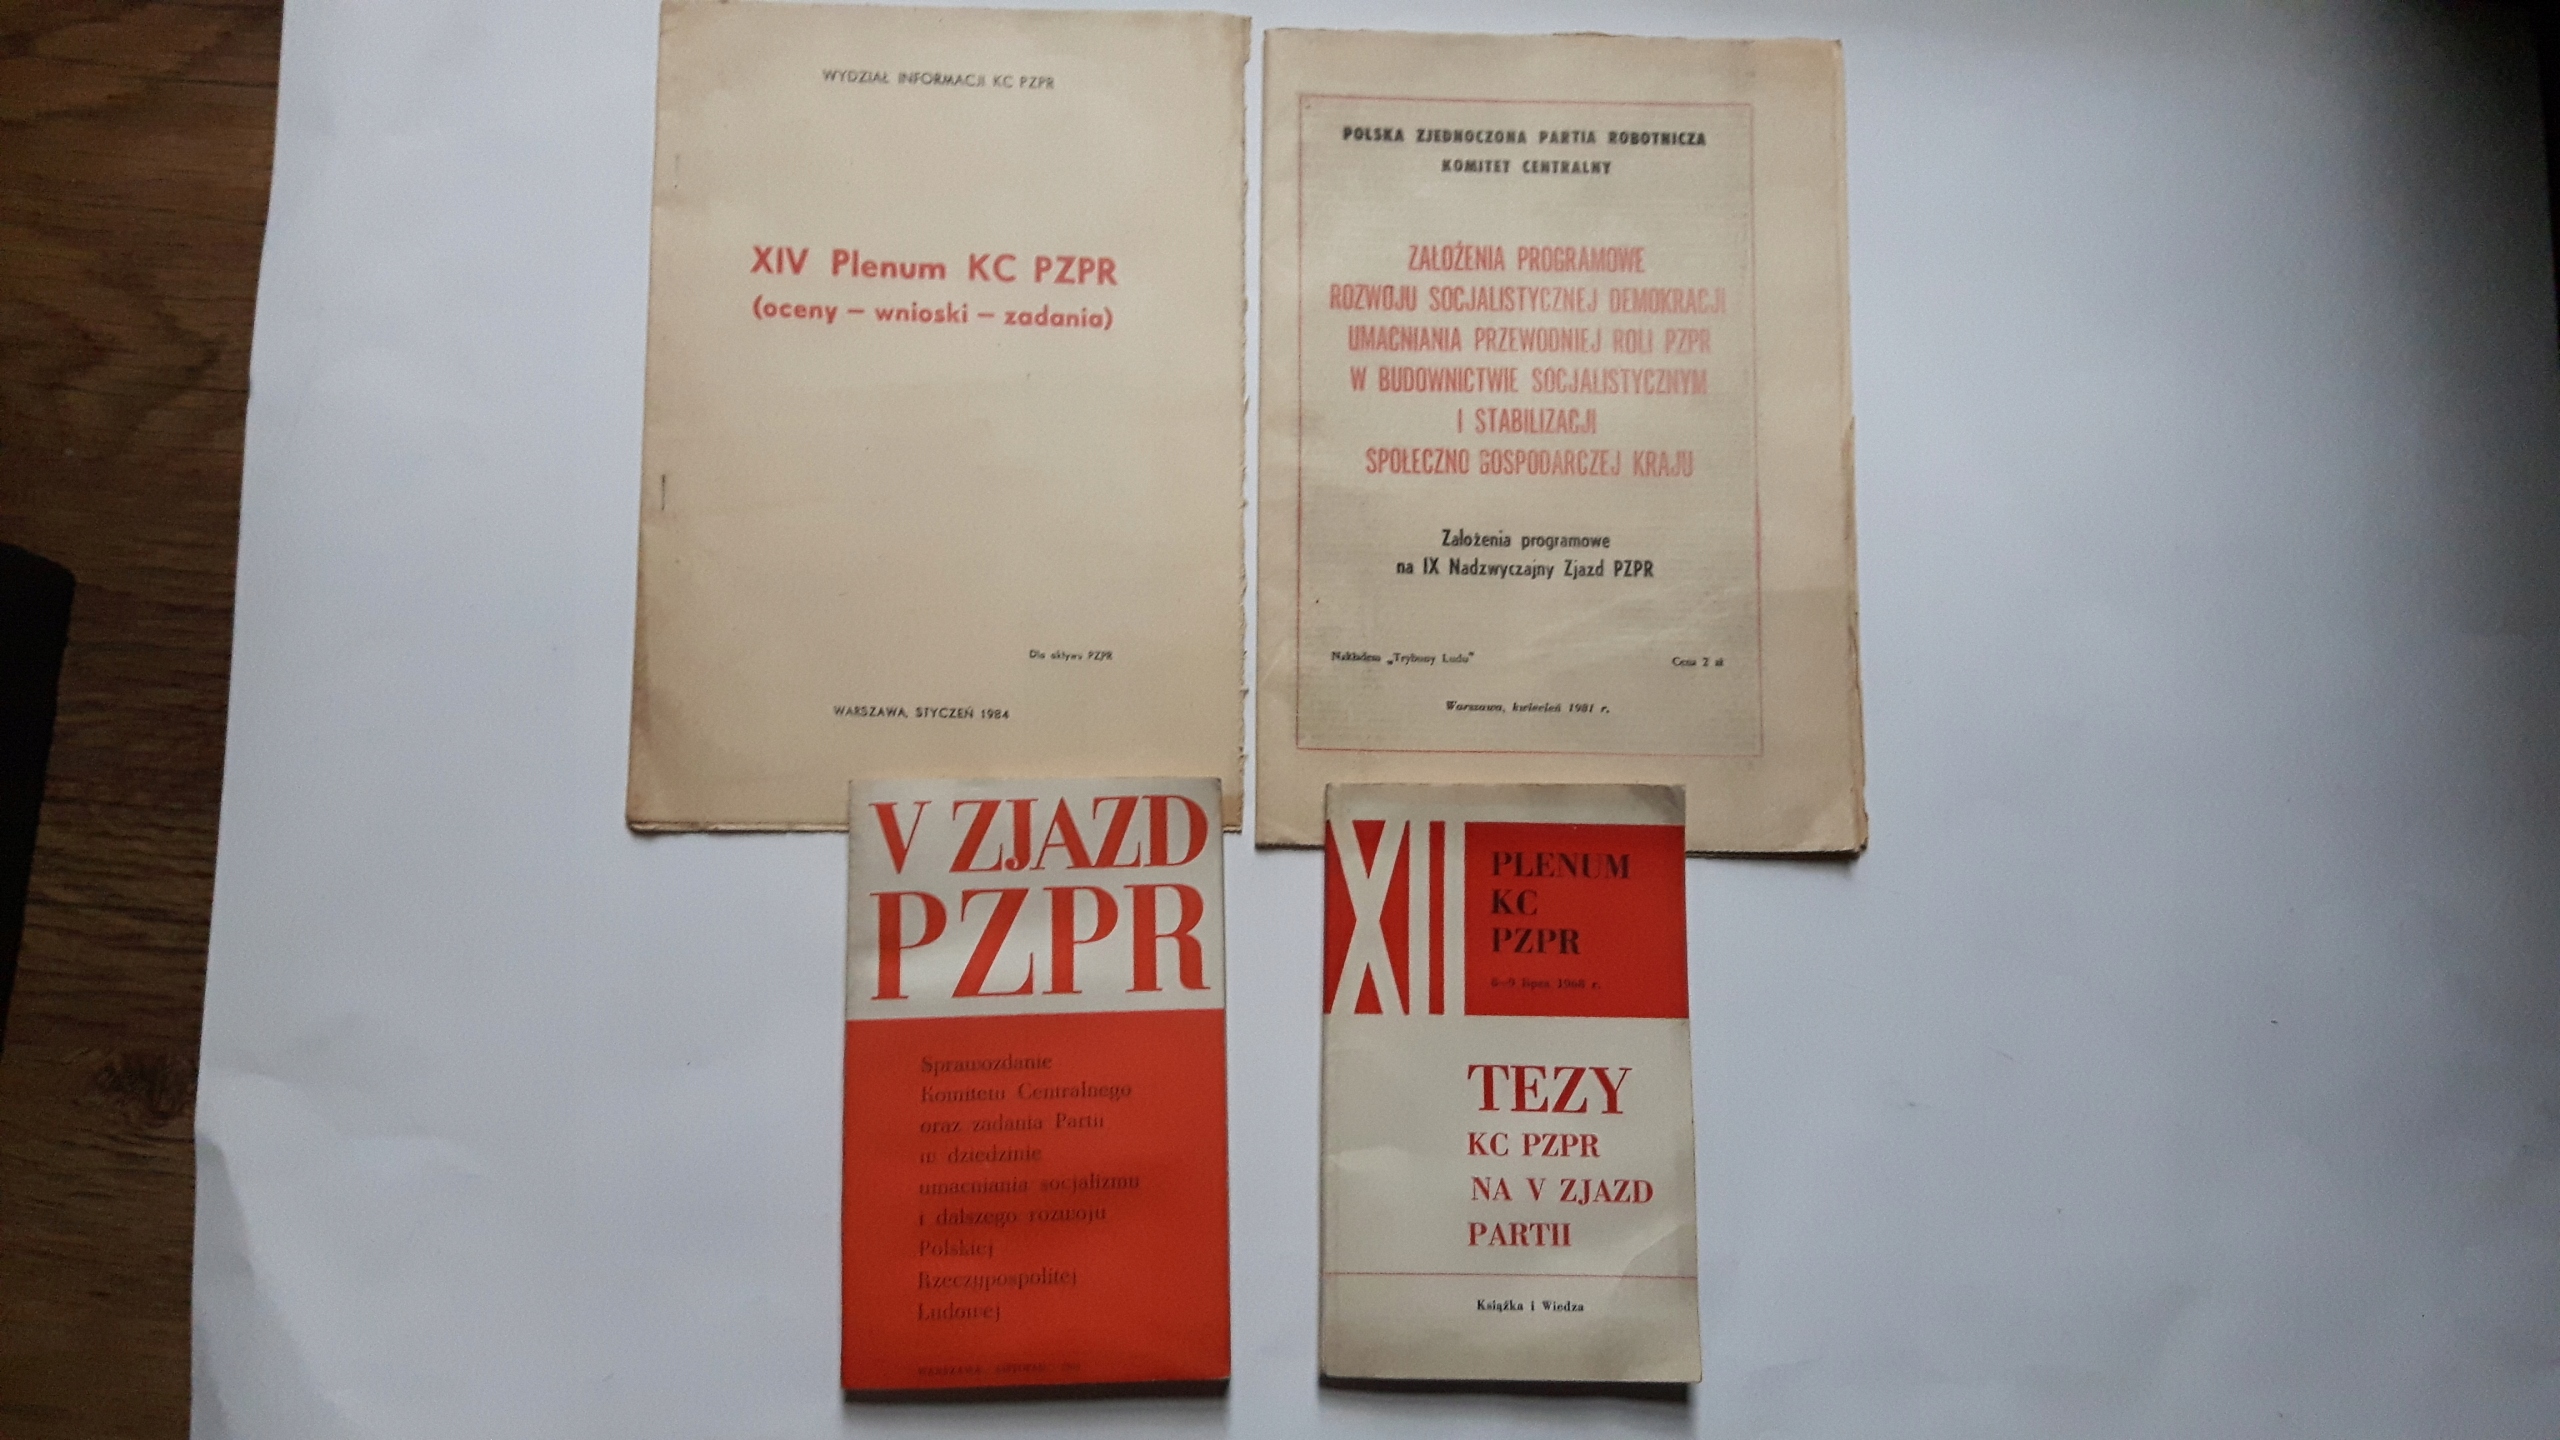 WYDZIAŁ INFORMACJI KC PZPR
XIV Plenum KC PZPR
(oceny – wnioski – zadania)
Dla aktywu PZPR
WARSZAWA, STYCZEŃ 1984
POLSKA ZJEDNOCZONA PARTIA ROBOTNICZA
KOMITET CENTRALNY
ZAŁOŻENIA PROGRAMOWE
ROZWOJU SOCJALISTYCZNEJ DEMOKRACJI
UMACNIANIA PRZEWODNIEJ ROLI PZPR
W BUDOWNICTWIE SOCJALISTYCZNYM
I STABILIZACJI
SPOŁECZNO GOSPODARCZEJ KRAJU
Założenia programowe
na IX Nadzwyczajny Zjazd PZPR
Nakładem „Trybuny Ludu"
Cena 2 zł
Warszawa, kwiecień 1981 r.
V ZJAZD
PZPR
Sprawozdanie
Komitetu Centralnego
oraz zadania Partii
w dziedzinie
umacniania socjalizmu
i dalszego rozwoju
Polskiej
Rzeczypospolitej
Ludowej
WARSZAWA
XI
PLENUM
KC
PZPR
8–9 lipca 1968 r.
TEZY
KC PZPR
NA V ZJAZD
PARTII
Książka i Wiedza